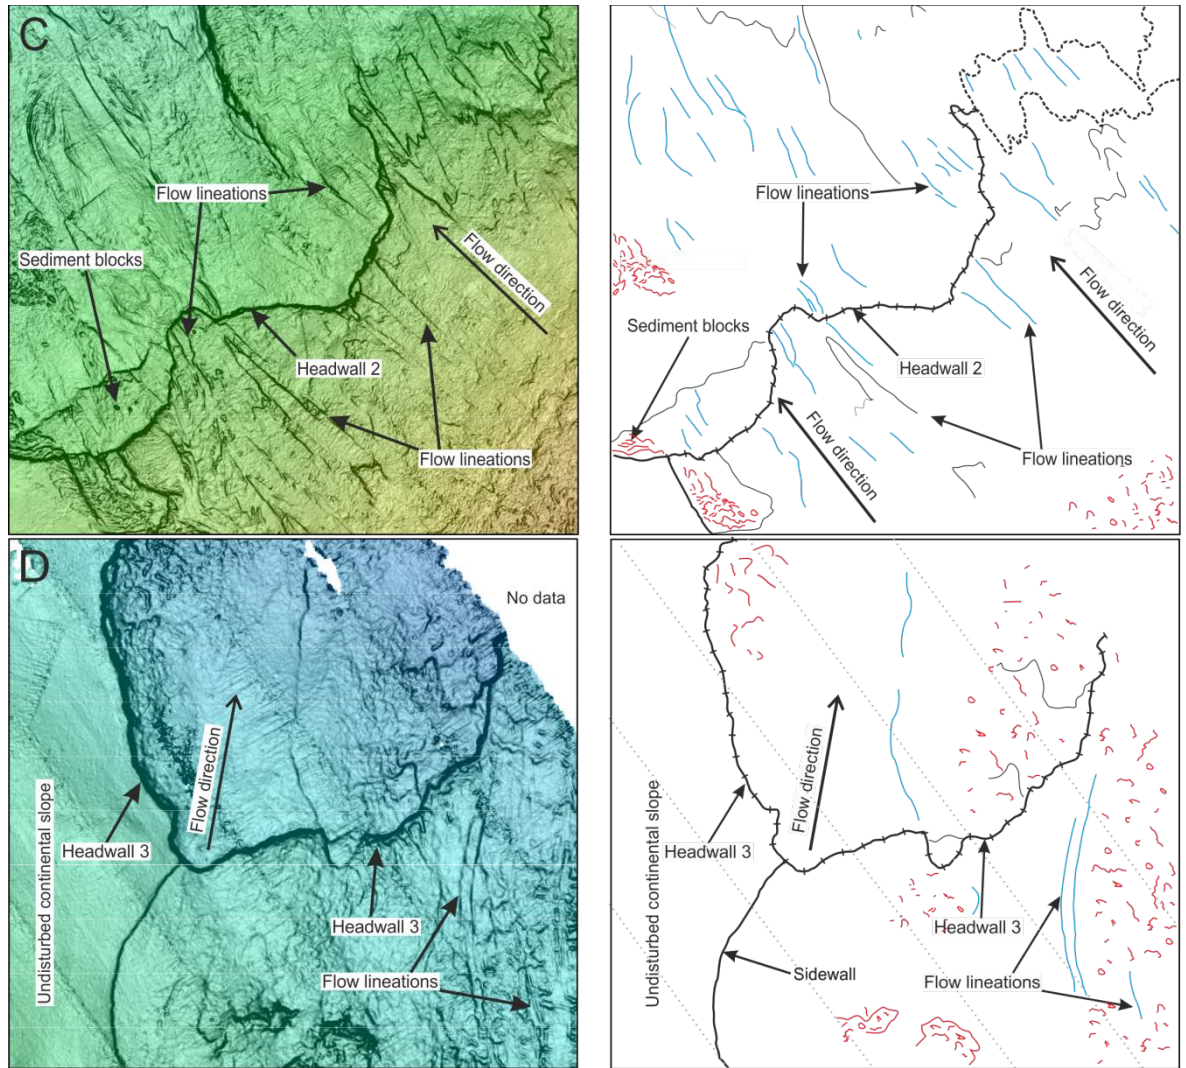 C
Flow lineations
Sediment blocks
Flow direction
Headwall 2
Flow lineations
Flow lineations
Flow direction
Sediment blocks
Headwall 2
Flow direction
Flow lineations
D
No data
Flow direction
Undisturbed continental slope
Headwall 3
Headwall 3
Flow lineations
Flow direction
Undisturbed continental slope
Headwall 3
Headwall 3
Sidewall
Flow lineations